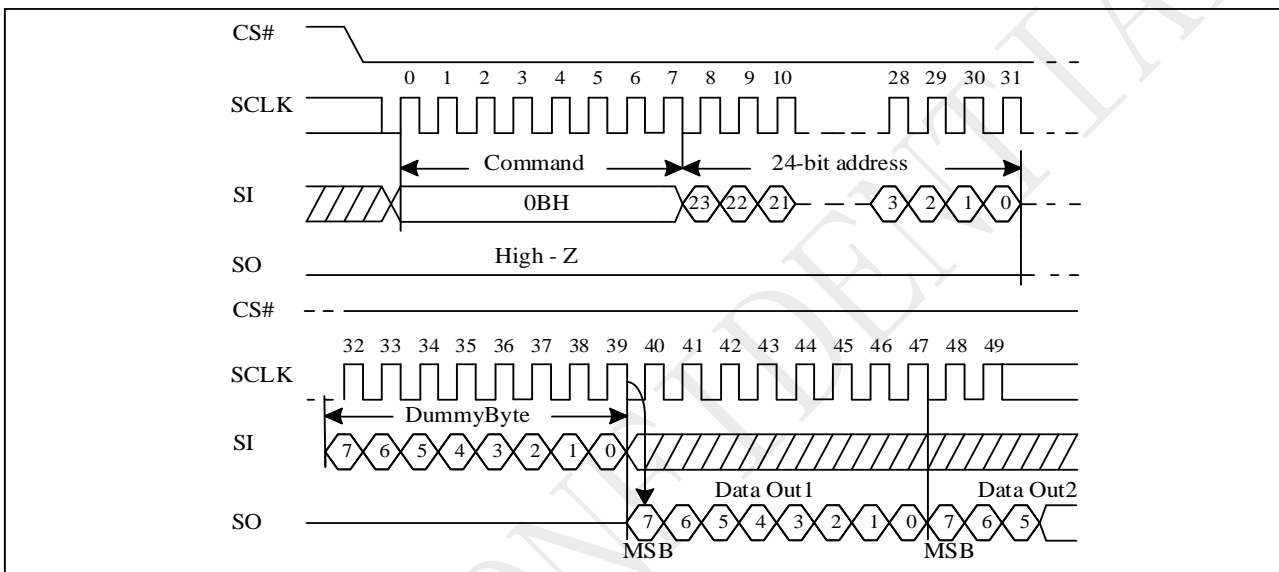 CS#
0 1 2 3 4 5 6 7 8 9 10 28 29 30 31
SCLK
Command 24-bit address
SI 0BH 23 22 21 3 2 1 0
High - Z
SO
CS#
32 33 34 35 36 37 38 39 40 41 42 43 44 45 46 47 48 49
SCLK
DummyByte
SI 7 6 5 4 3 2 1 0
Data Out1 Data Out2
SO 7 6 5 4 3 2 1 0 7 6 5
MSB MSB